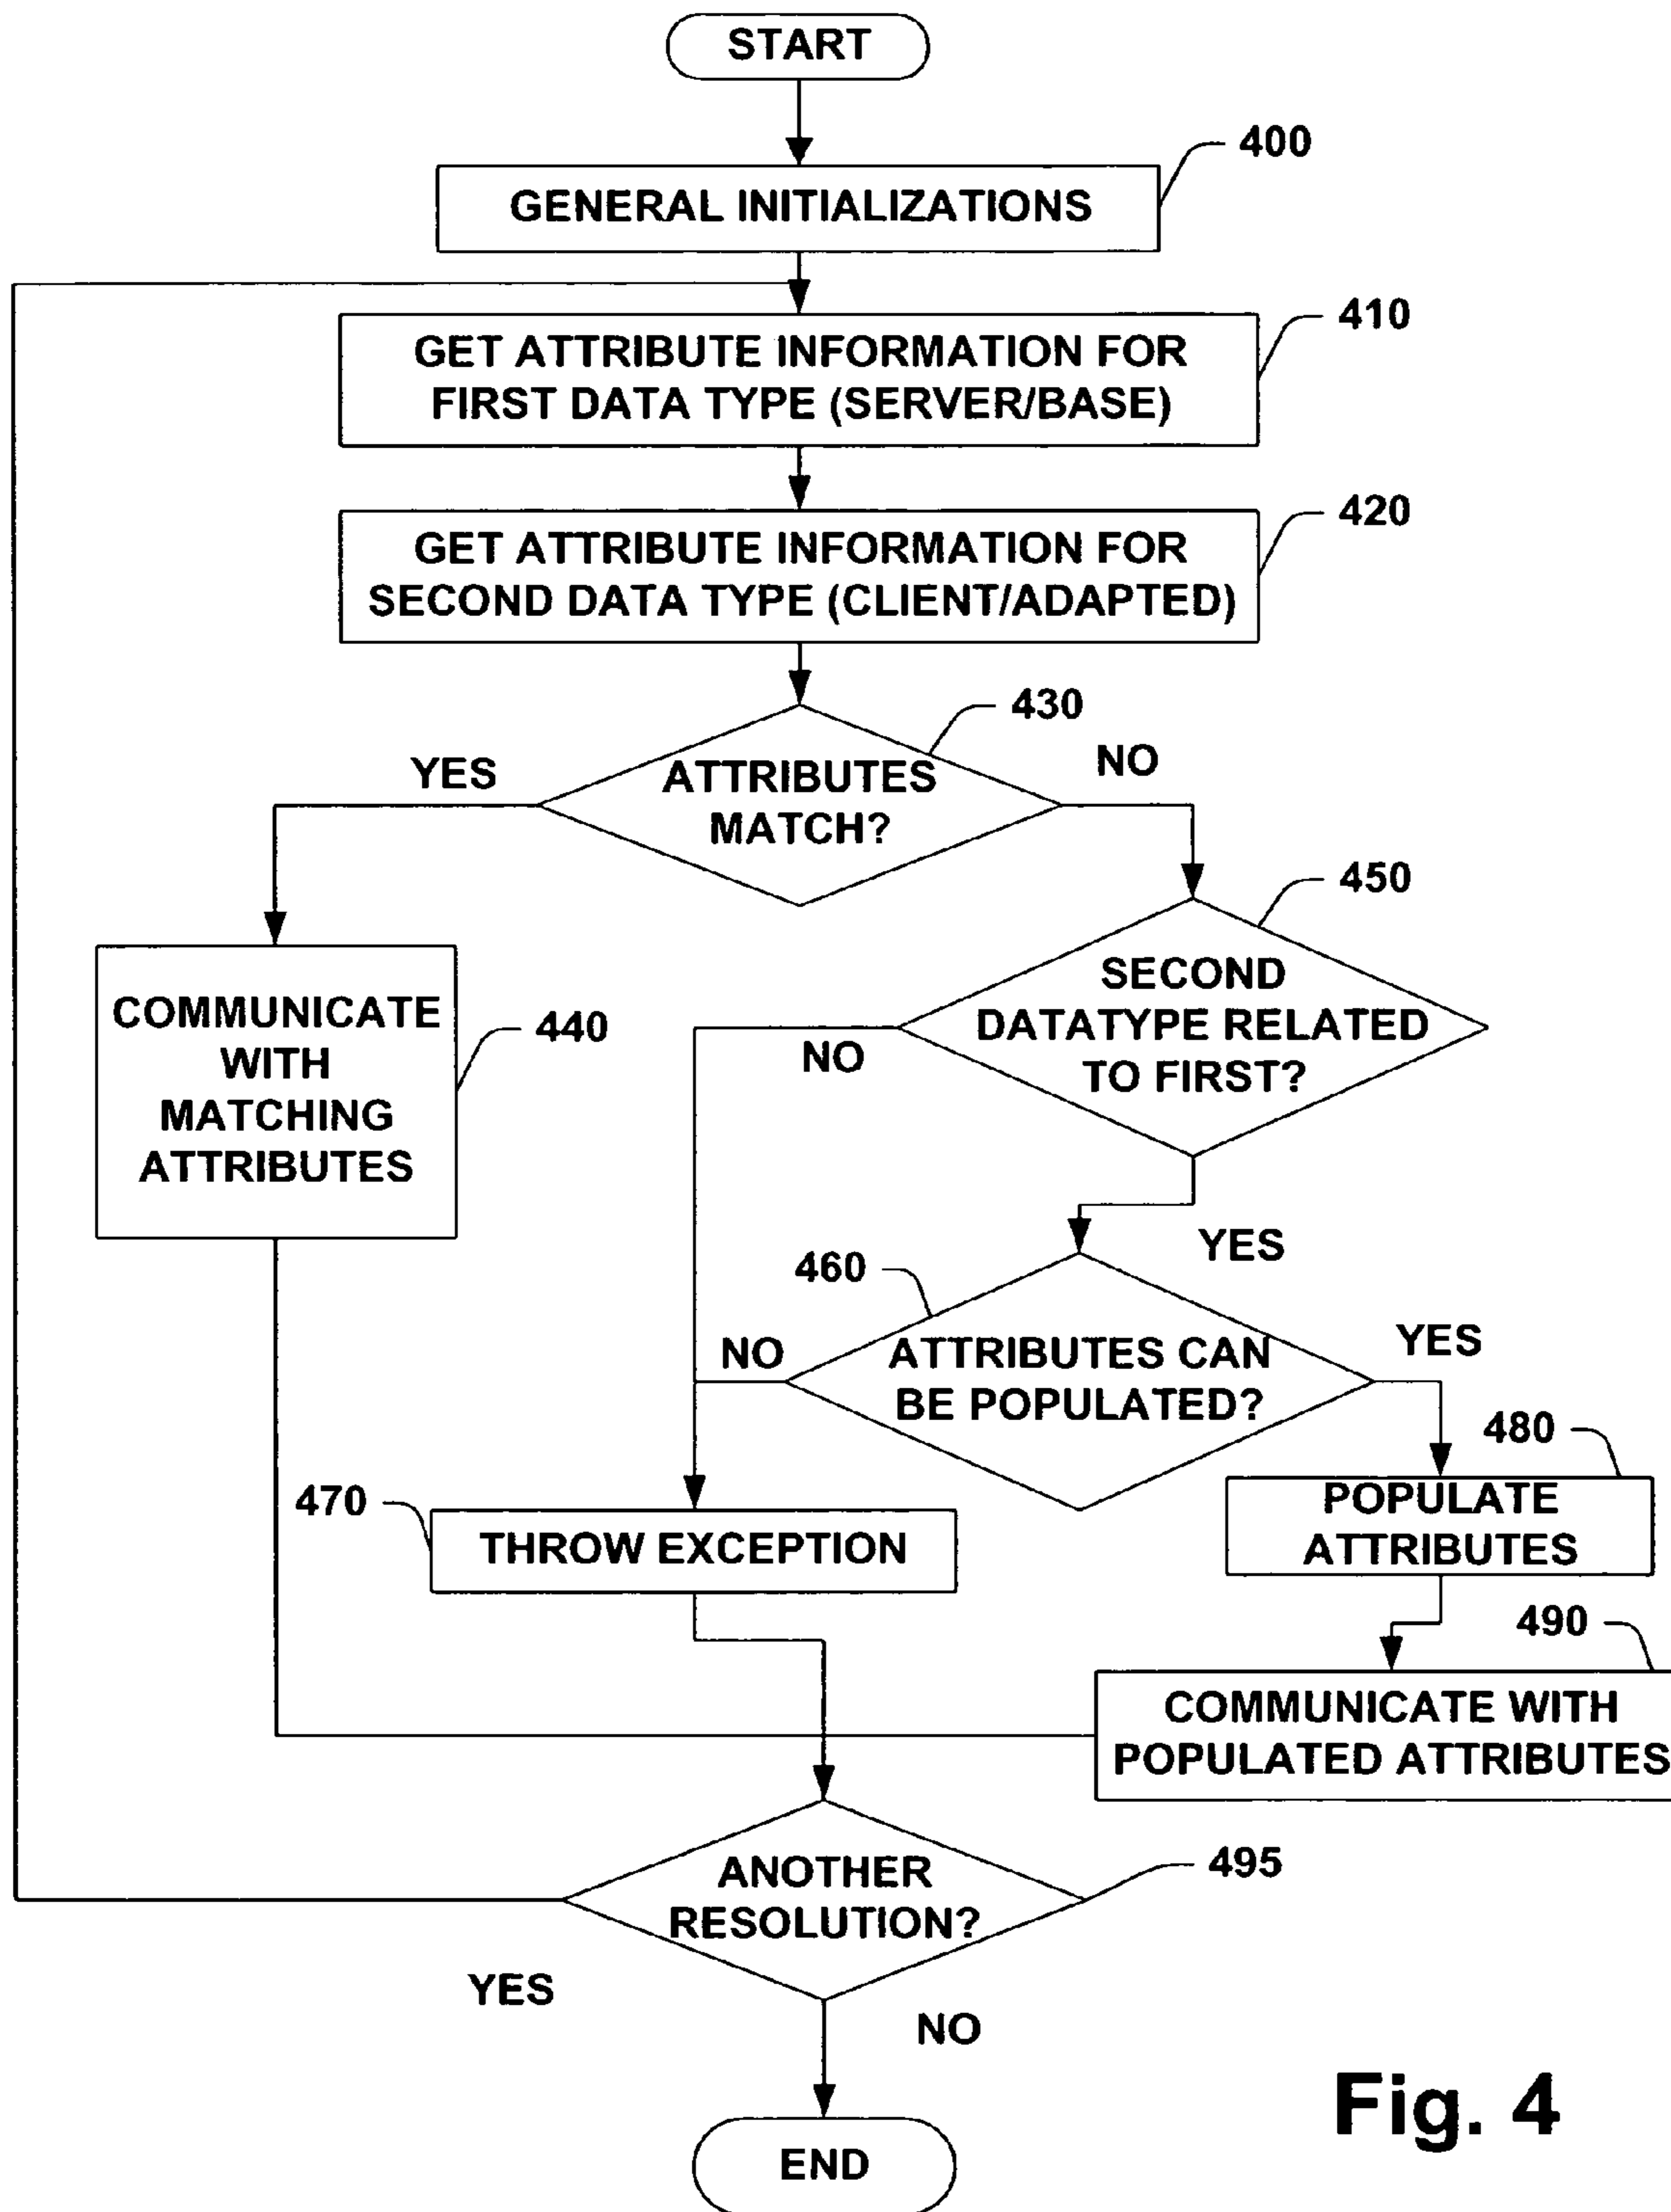 START
400
GENERAL INITIALIZATIONS
410
GET ATTRIBUTE INFORMATION FOR
FIRST DATA TYPE (SERVER/BASE)
420
GET ATTRIBUTE INFORMATION FOR
SECOND DATA TYPE (CLIENT/ADAPTED)
430
YES
NO
ATTRIBUTES
MATCH?
450
SECOND
DATATYPE RELATED
TO FIRST?
NO
YES
COMMUNICATE
WITH
MATCHING
ATTRIBUTES
440
460
ATTRIBUTES CAN
BE POPULATED?
NO
YES
480
POPULATE
ATTRIBUTES
470
THROW EXCEPTION
490
COMMUNICATE WITH
POPULATED ATTRIBUTES
ANOTHER
RESOLUTION?
495
YES
NO
END
Fig. 4